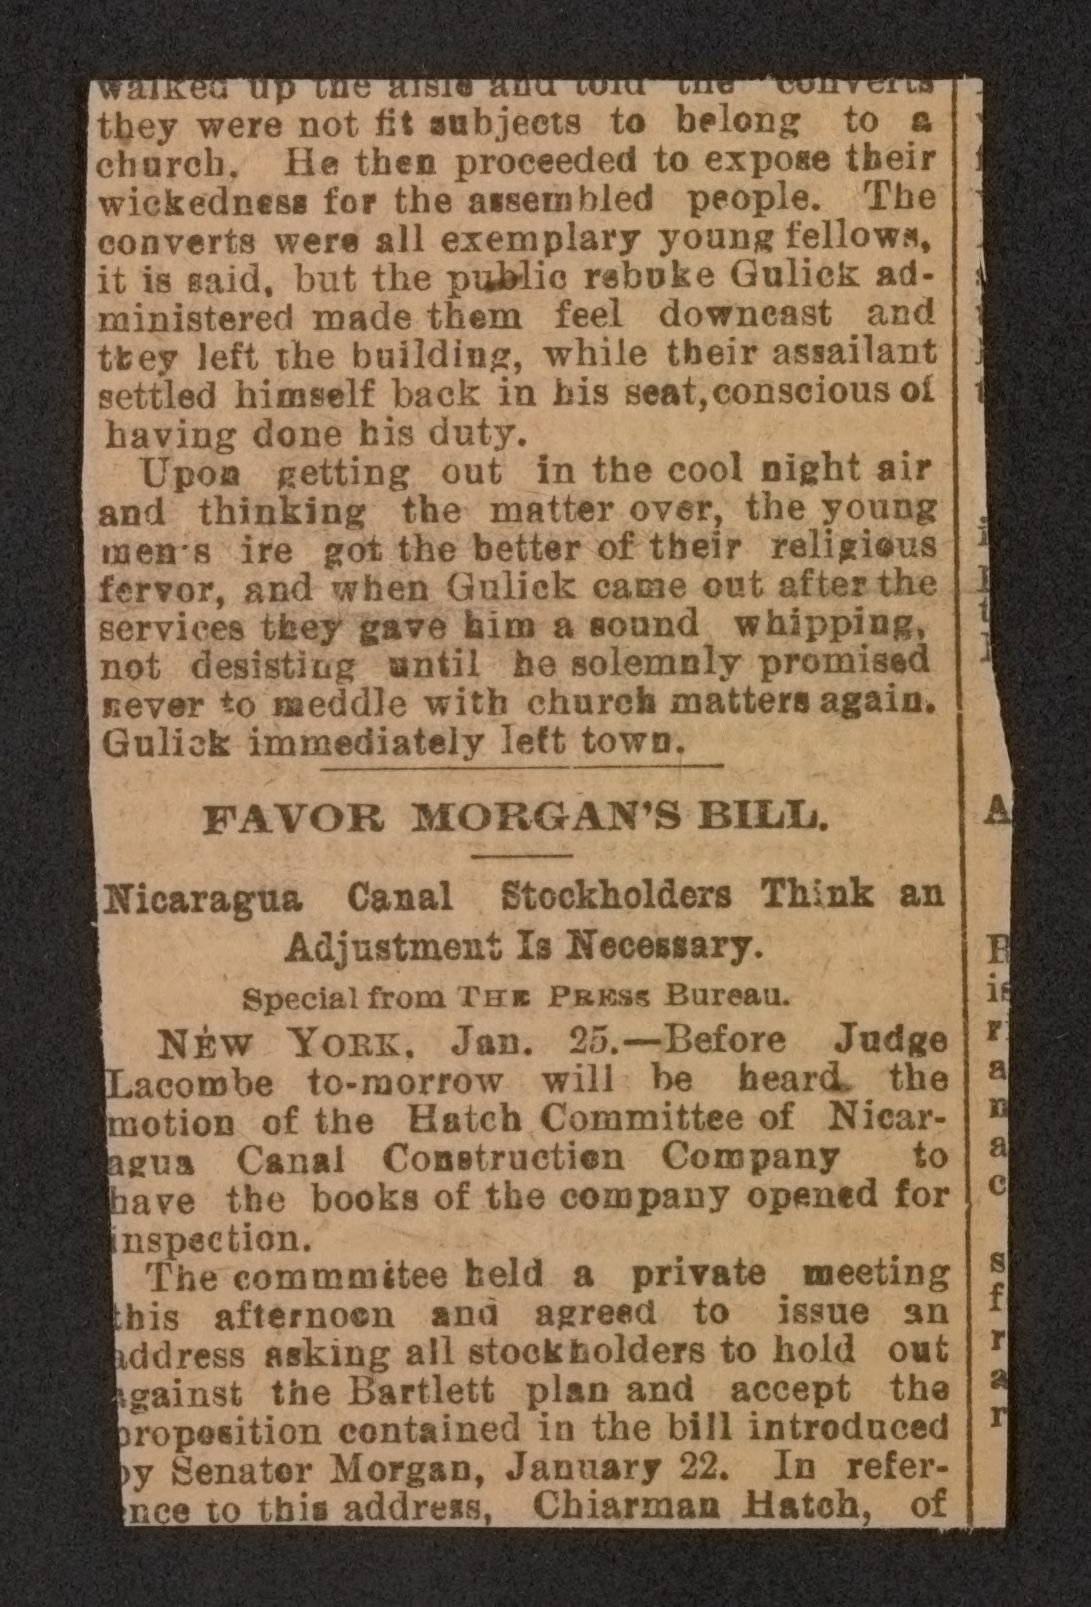 walked up the aisle and told the converts
they were not fit subjects to belong to a
church. He then proceeded to expose their
wickedness for the assembled people. The
converts were all exemplary young fellows,
it is said, but the public rebuke Gulick ad-
ministered made them feel downcast and
they left the building, while their assailant
settled himself back in his seat, conscious of
having done his duty.
Upon getting out in the cool night air
and thinking the matter over, the young
men's ire got the better of their religious
fervor, and when Gulick came out after the
services they gave him a sound whipping,
not desisting until he solemnly promised
never to meddle with church matters again.
Gulick immediately left town.
FAVOR MORGAN'S BILL.
Nicaragua Canal Stockholders Think an
Adjustment Is Necessary.
Special from THE PRESS Bureau.
NEW YORK, Jan. 25.—Before Judge
Lacombe to-morrow will be heard the
motion of the Hatch Committee of Nicar-
agua Canal Construction Company to
have the books of the company opened for
inspection.
The commmittee held a private meeting
this afternoon and agreed to issue an
address asking all stockholders to hold out
against the Bartlett plan and accept the
proposition contained in the bill introduced
by Senator Morgan, January 22. In refer-
ence to this address, Chiarman Hatch, of